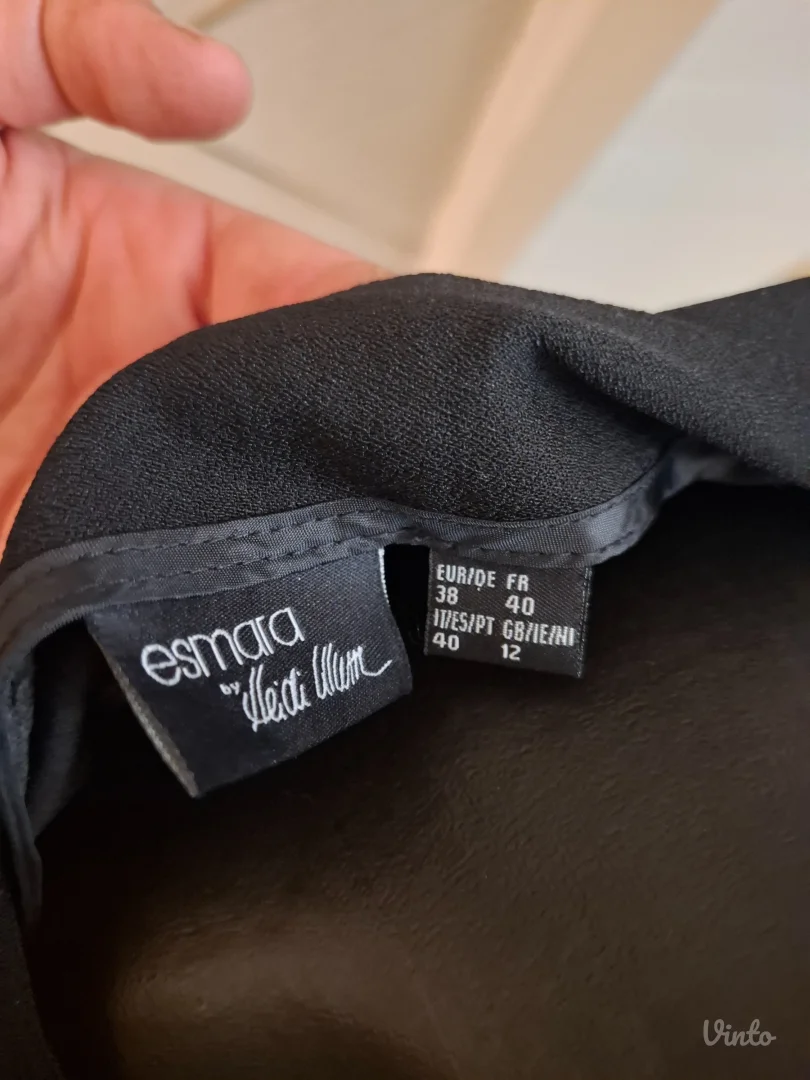 esmara
by Heidi Klum
EUR/DE FR
38 40
IT/ES/PT GB/IE/NI
40 12
Vinto